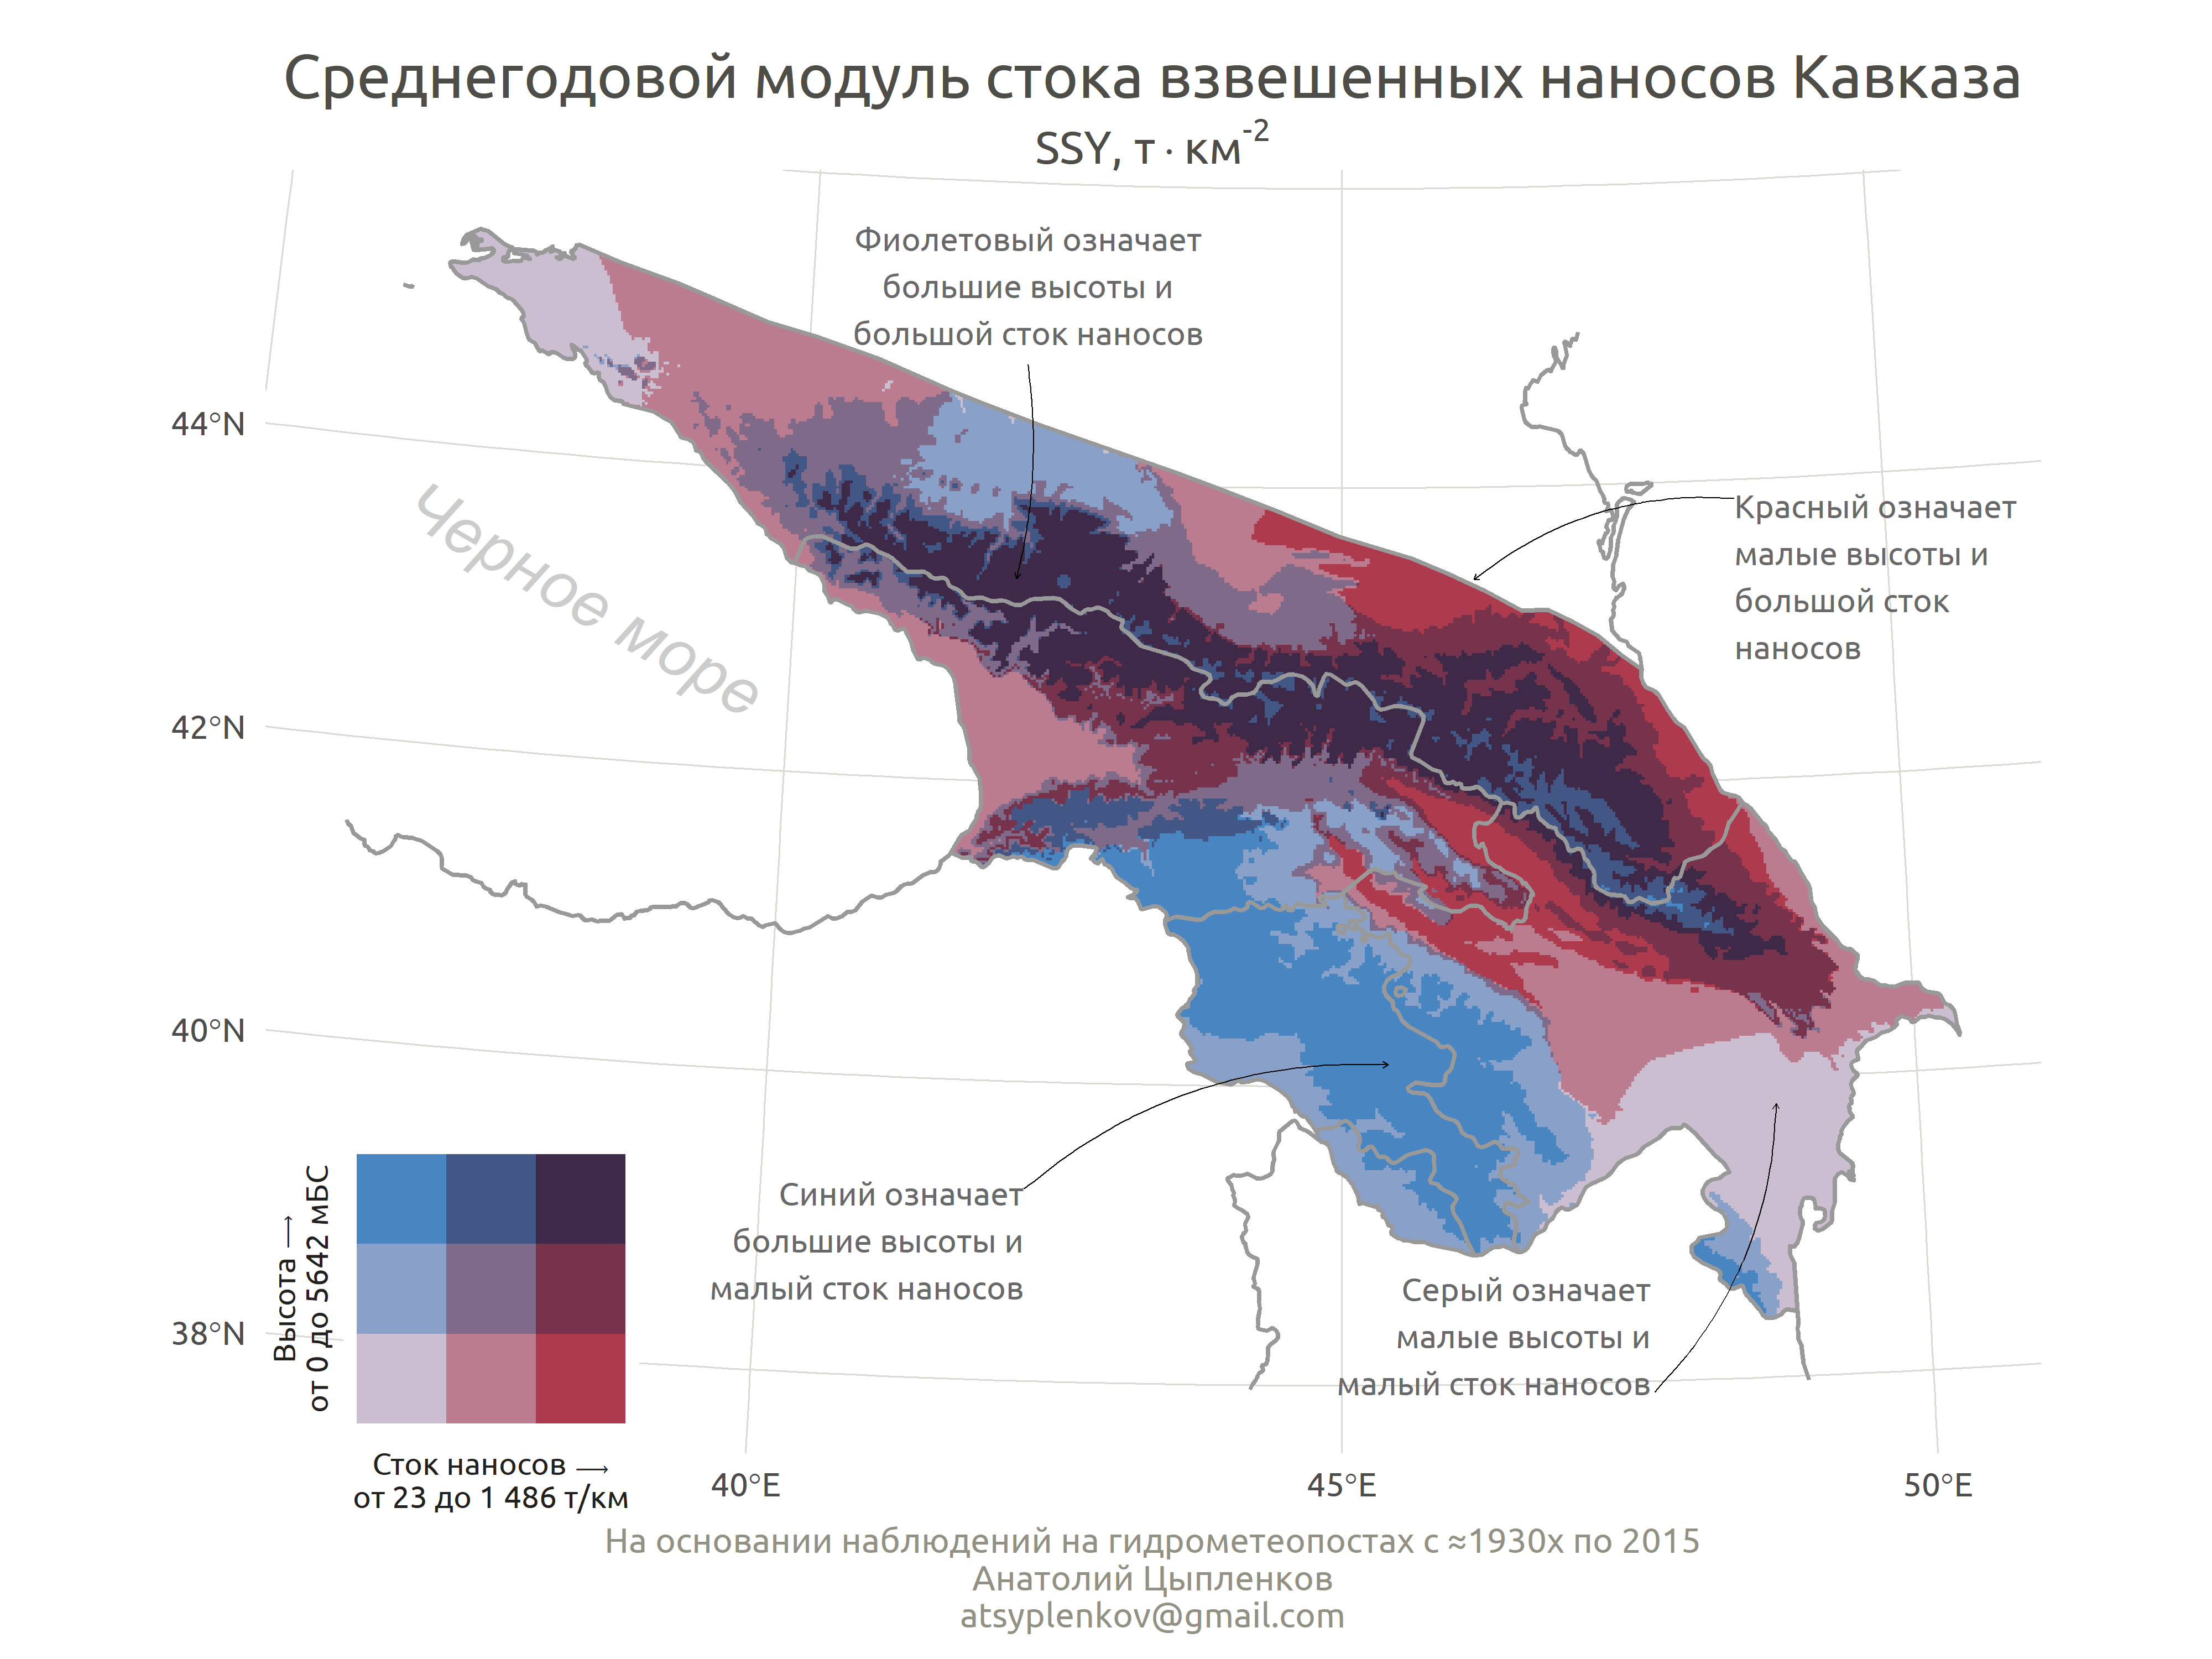 Среднегодовой модуль стока взвешенных наносов Кавказа
SSY, т · км⁻²
Фиолетовый означает
большие высоты и
большой сток наносов
Красный означает
малые высоты и
большой сток
наносов
Черное море
44°N
42°N
40°N
38°N
Синий означает
большие высоты и
малый сток наносов
Серый означает
малые высоты и
малый сток наносов
Высота ⟶
от 0 до 5642 мБС
Сток наносов ⟶
от 23 до 1 486 т/км
40°E
45°E
50°E
На основании наблюдений на гидрометеопостах с ≈1930х по 2015
Анатолий Цыпленков
atsyplenkov@gmail.com